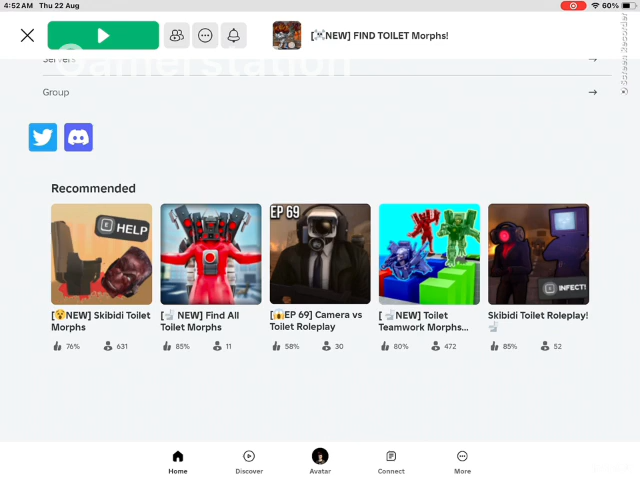 4:52 AM Thu 22 Aug
60%
[☠️NEW] FIND TOILET Morphs!
Gamerstation
Servers
Group
© Screen Recorder
Recommended
E HELP
EP 69
E INFECT!
[😵NEW] Skibidi Toilet Morphs
76% 631
[🚽NEW] Find All Toilet Morphs
85% 11
[😱EP 69] Camera vs Toilet Roleplay
58% 30
[🚽NEW] Toilet Teamwork Morphs...
80% 472
Skibidi Toilet Roleplay! 🚽
85% 52
Home
Discover
Avatar
Connect
More